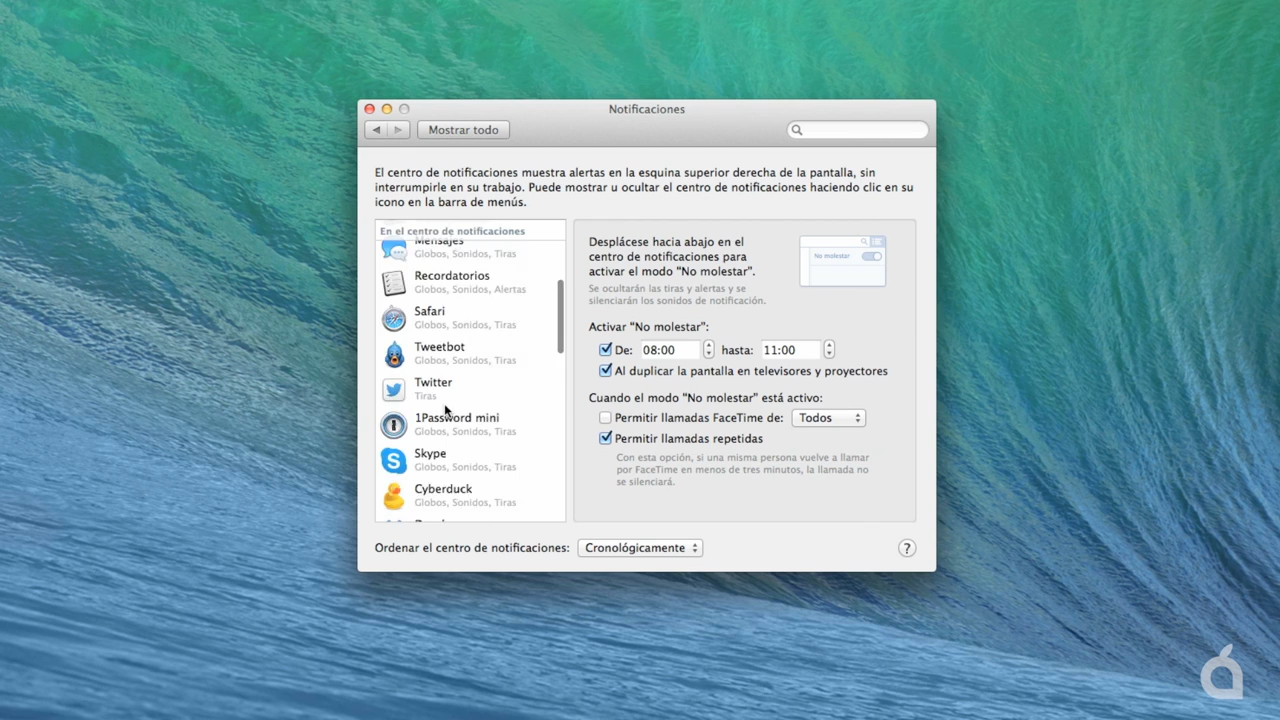 Notificaciones
Mostrar todo
El centro de notificaciones muestra alertas en la esquina superior derecha de la pantalla, sin
interrumpirle en su trabajo. Puede mostrar u ocultar el centro de notificaciones haciendo clic en su
icono en la barra de menús.
En el centro de notificaciones
Mensajes
Globos, Sonidos, Tiras
Recordatorios
Globos, Sonidos, Alertas
Safari
Globos, Sonidos, Tiras
Tweetbot
Globos, Sonidos, Tiras
Twitter
Tiras
1Password mini
Globos, Sonidos, Tiras
Skype
Globos, Sonidos, Tiras
Cyberduck
Globos, Sonidos, Tiras
Desplácese hacia abajo en el
centro de notificaciones para
activar el modo "No molestar".
Se ocultarán las tiras y alertas y se
silenciarán los sonidos de notificación.
No molestar
Activar "No molestar":
De: 08:00 hasta: 11:00
Al duplicar la pantalla en televisores y proyectores
Cuando el modo "No molestar" está activo:
Permitir llamadas FaceTime de: Todos
Permitir llamadas repetidas
Con esta opción, si una misma persona vuelve a llamar
por FaceTime en menos de tres minutos, la llamada no
se silenciará.
Ordenar el centro de notificaciones: Cronológicamente
?